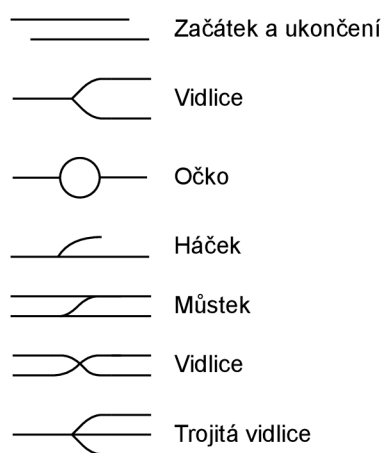 Začátek a ukončení
Vidlice
Očko
Háček
Můstek
Vidlice
Trojitá vidlice